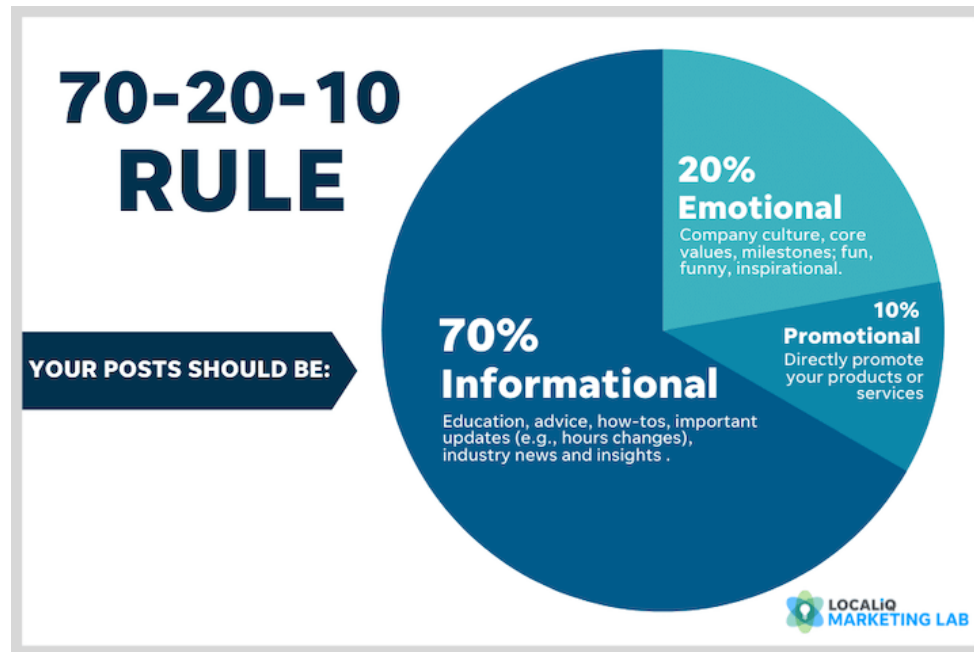 70-20-10
RULE
YOUR POSTS SHOULD BE:
20%
Emotional
Company culture, core
values, milestones; fun,
funny, inspirational.
10%
Promotional
Directly promote
your products or
services
70%
Informational
Education, advice, how-tos, important
updates (e.g., hours changes),
industry news and insights .
LOCALiQ
MARKETING LAB